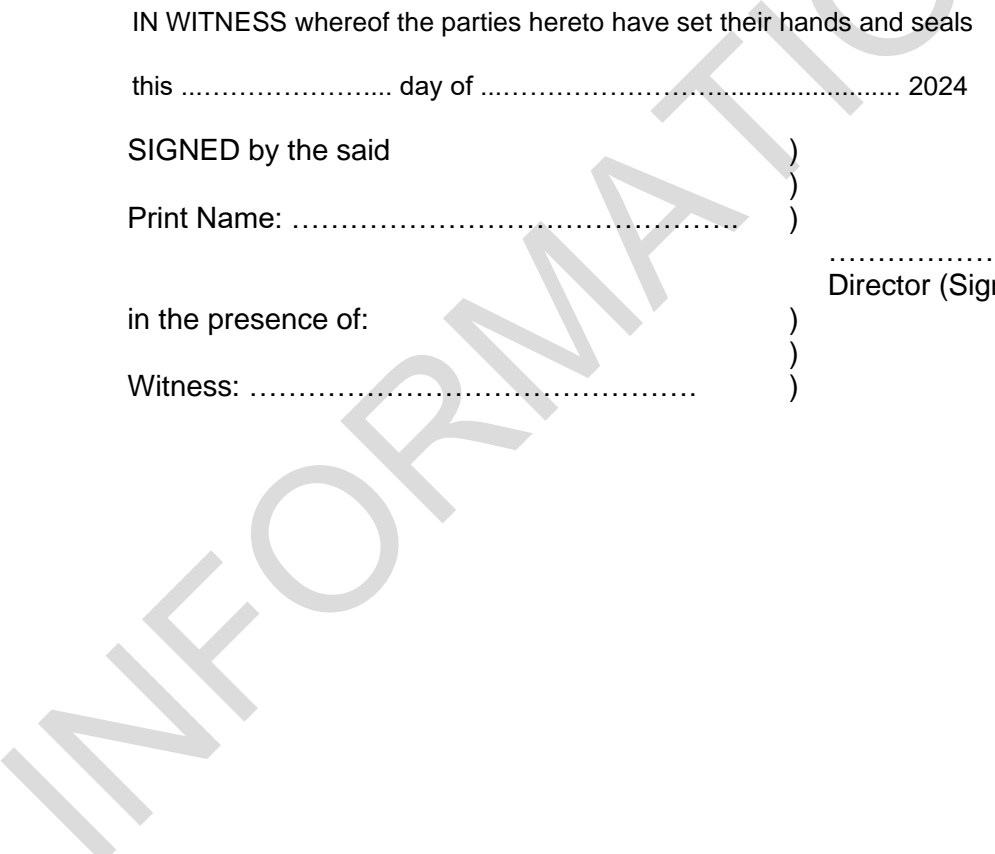 IN WITNESS whereof the parties hereto have set their hands and seals
this ...………………... day of ...…………………….......................... 2024
SIGNED by the said )
)
Print Name: ………………………………………. )
……………
Director (Sig
in the presence of: )
)
Witness: ………………………………………. )
INFORMATIO